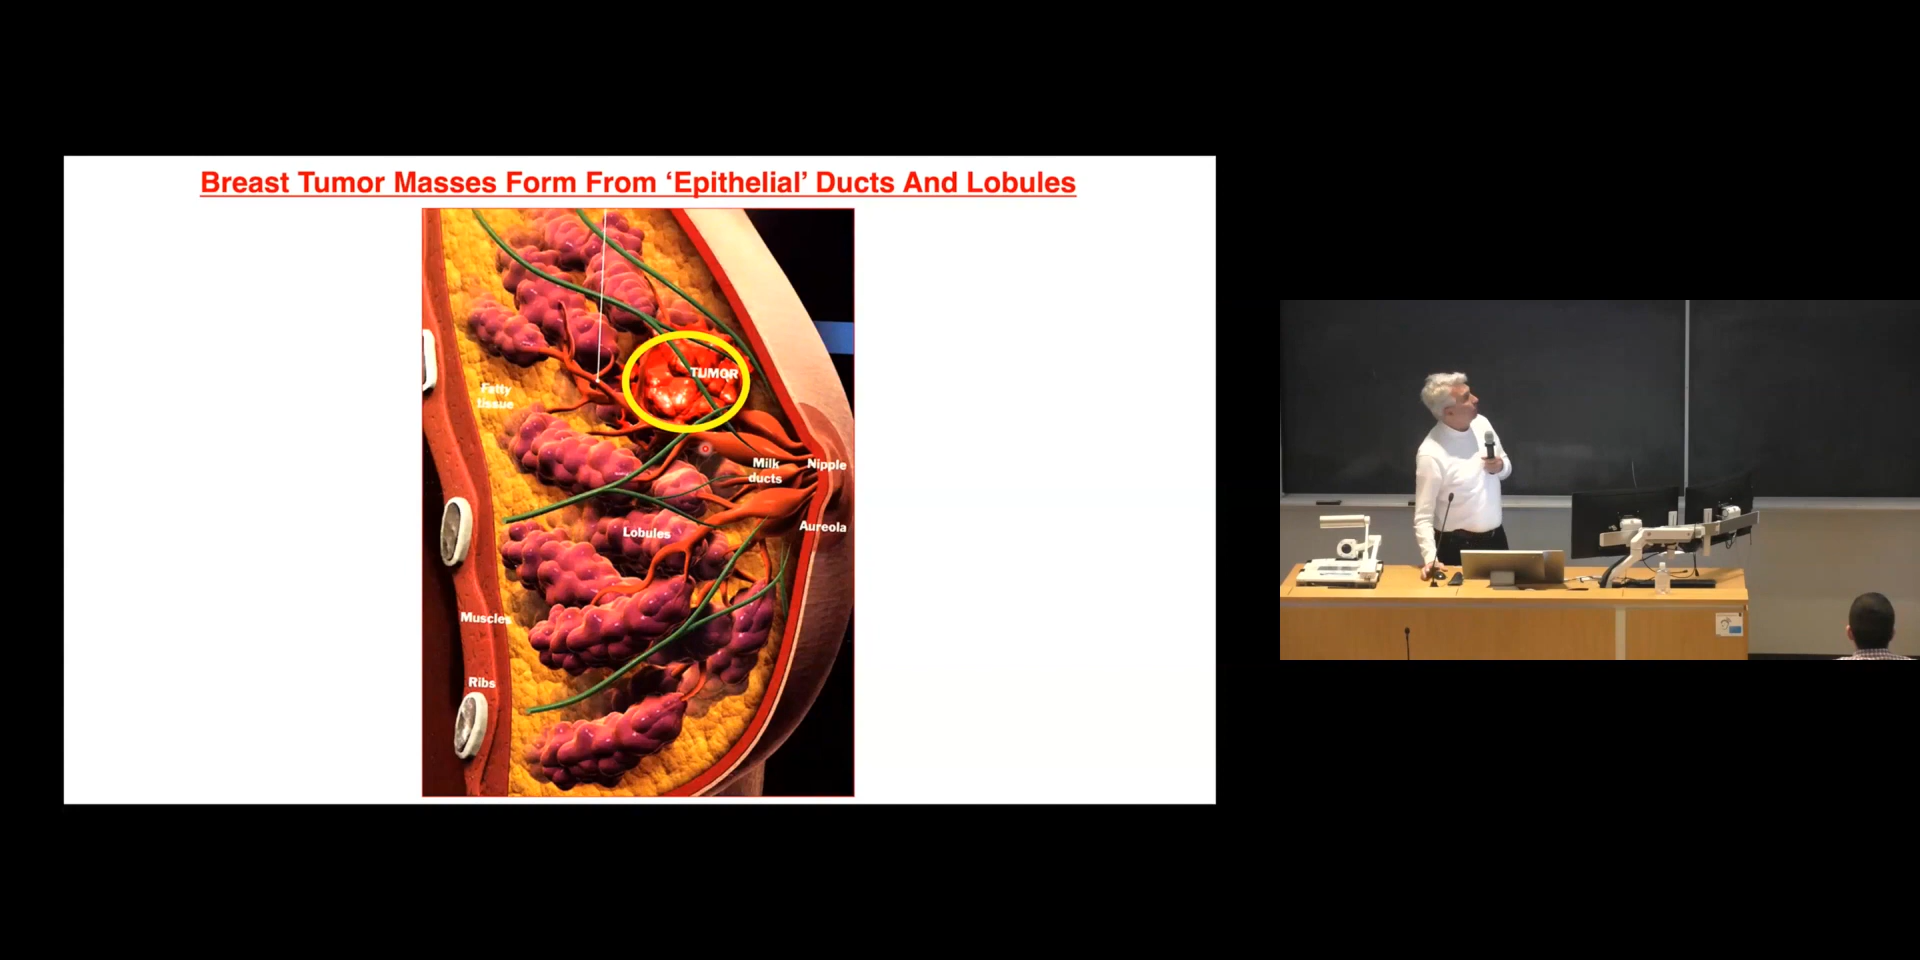 Breast Tumor Masses Form From ‘Epithelial’ Ducts And Lobules
TUMOR
Fatty
tissue
Milk
ducts
Nipple
Aureola
Lobules
Muscles
Ribs